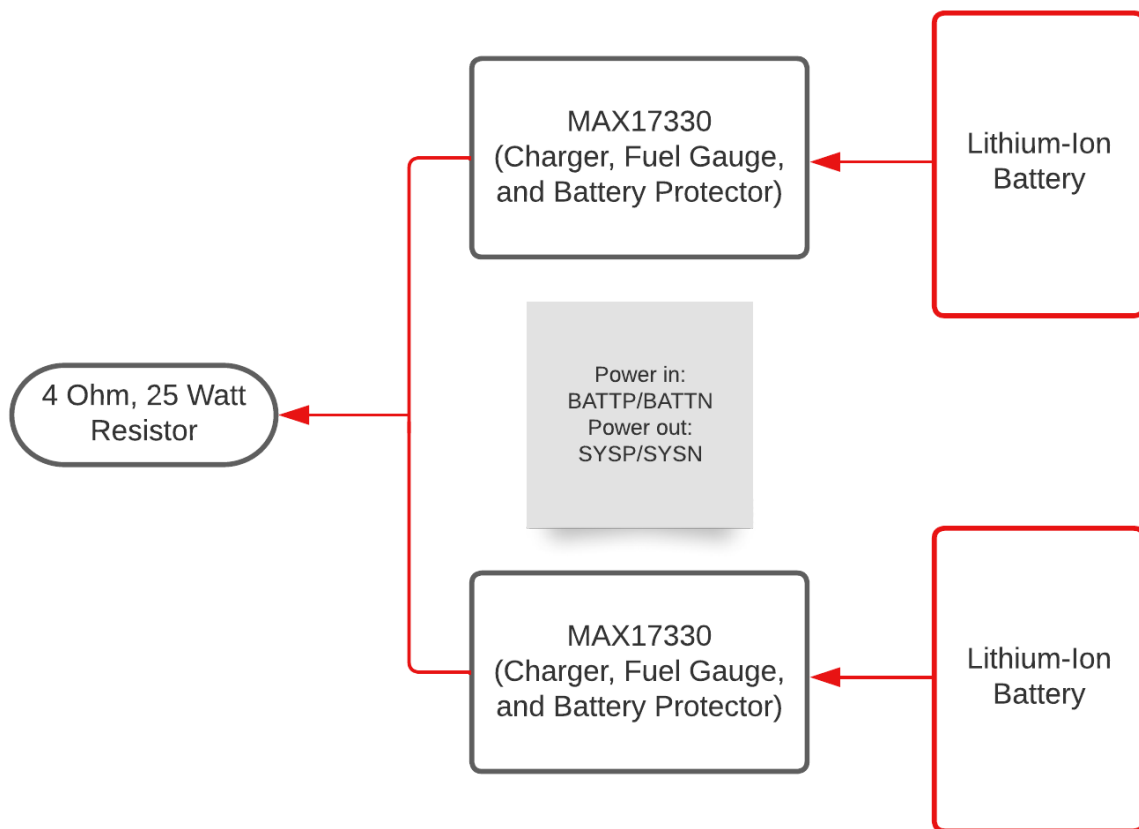 MAX17330
(Charger, Fuel Gauge,
and Battery Protector)
Lithium-Ion
Battery
4 Ohm, 25 Watt
Resistor
Power in:
BATTP/BATTN
Power out:
SYSP/SYSN
MAX17330
(Charger, Fuel Gauge,
and Battery Protector)
Lithium-Ion
Battery